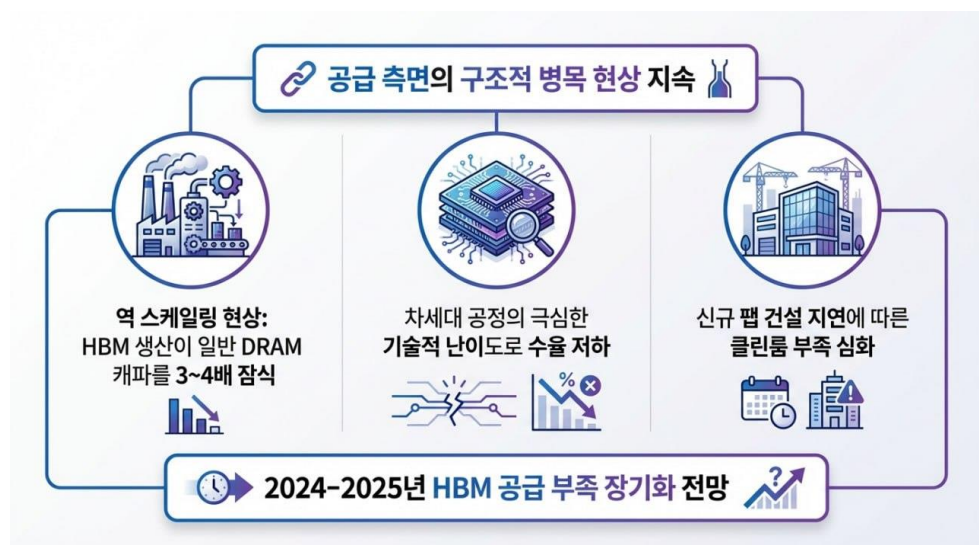 공급 측면의 구조적 병목 현상 지속
역 스케일링 현상:
HBM 생산이 일반 DRAM
캐파를 3~4배 잠식
차세대 공정의 극심한
기술적 난이도로 수율 저하
%
신규 팹 건설 지연에 따른
클린룸 부족 심화
2024-2025년 HBM 공급 부족 장기화 전망
?